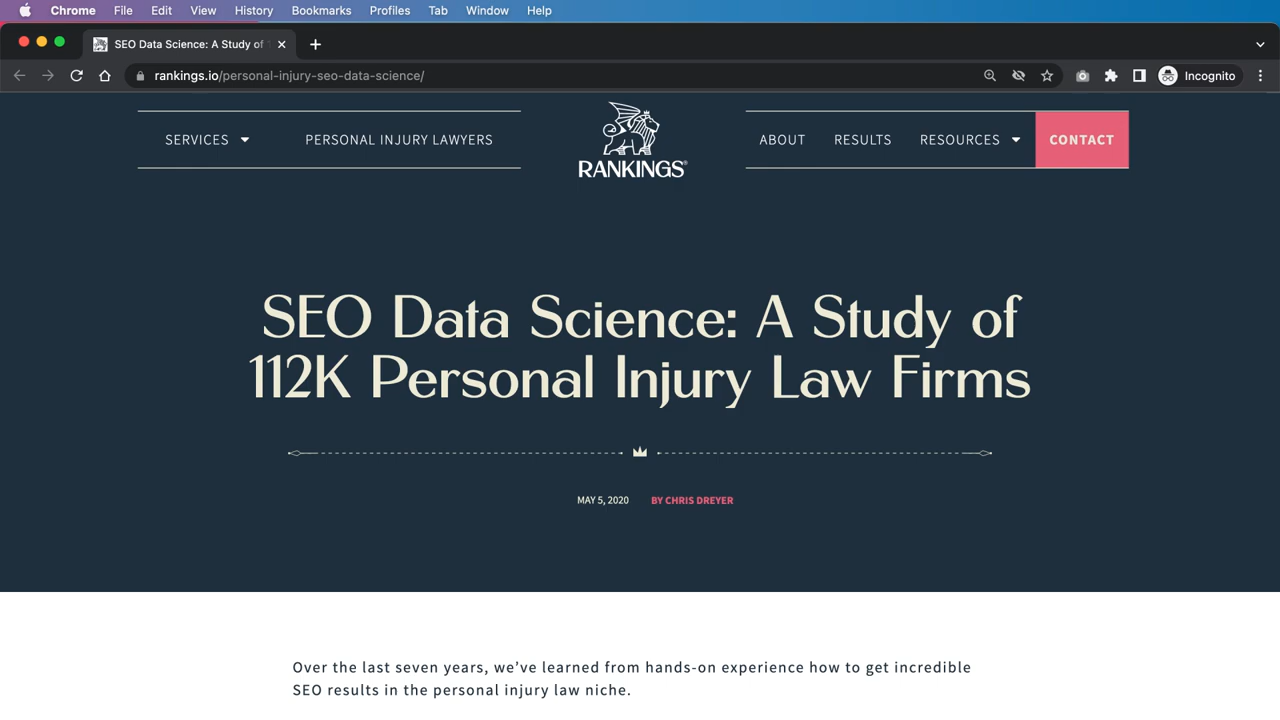 Chrome File Edit View History Bookmarks Profiles Tab Window Help
SEO Data Science: A Study of
rankings.io/personal-injury-seo-data-science/
Incognito
SERVICES PERSONAL INJURY LAWYERS
RANKINGS®
ABOUT RESULTS RESOURCES CONTACT
SEO Data Science: A Study of
112K Personal Injury Law Firms
MAY 5, 2020 BY CHRIS DREYER
Over the last seven years, we’ve learned from hands-on experience how to get incredible
SEO results in the personal injury law niche.